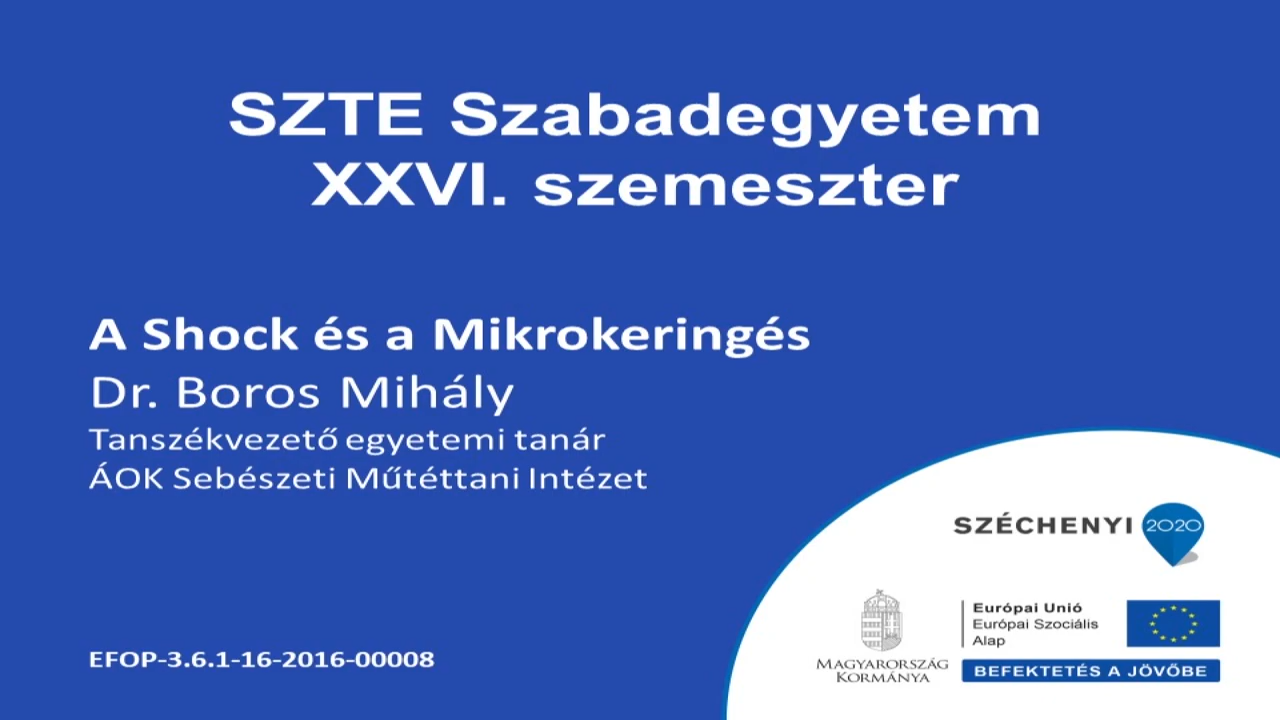 SZTE Szabadegyetem
XXVI. szemeszter
A Shock és a Mikrokeringés
Dr. Boros Mihály
Tanszékvezető egyetemi tanár
ÁOK Sebészeti Műtéttani Intézet
SZÉCHENYI 2020
Európai Unió
Európai Szociális
Alap
MAGYARORSZÁG
KORMÁNYA
BEFEKTETÉS A JÖVŐBE
EFOP-3.6.1-16-2016-00008